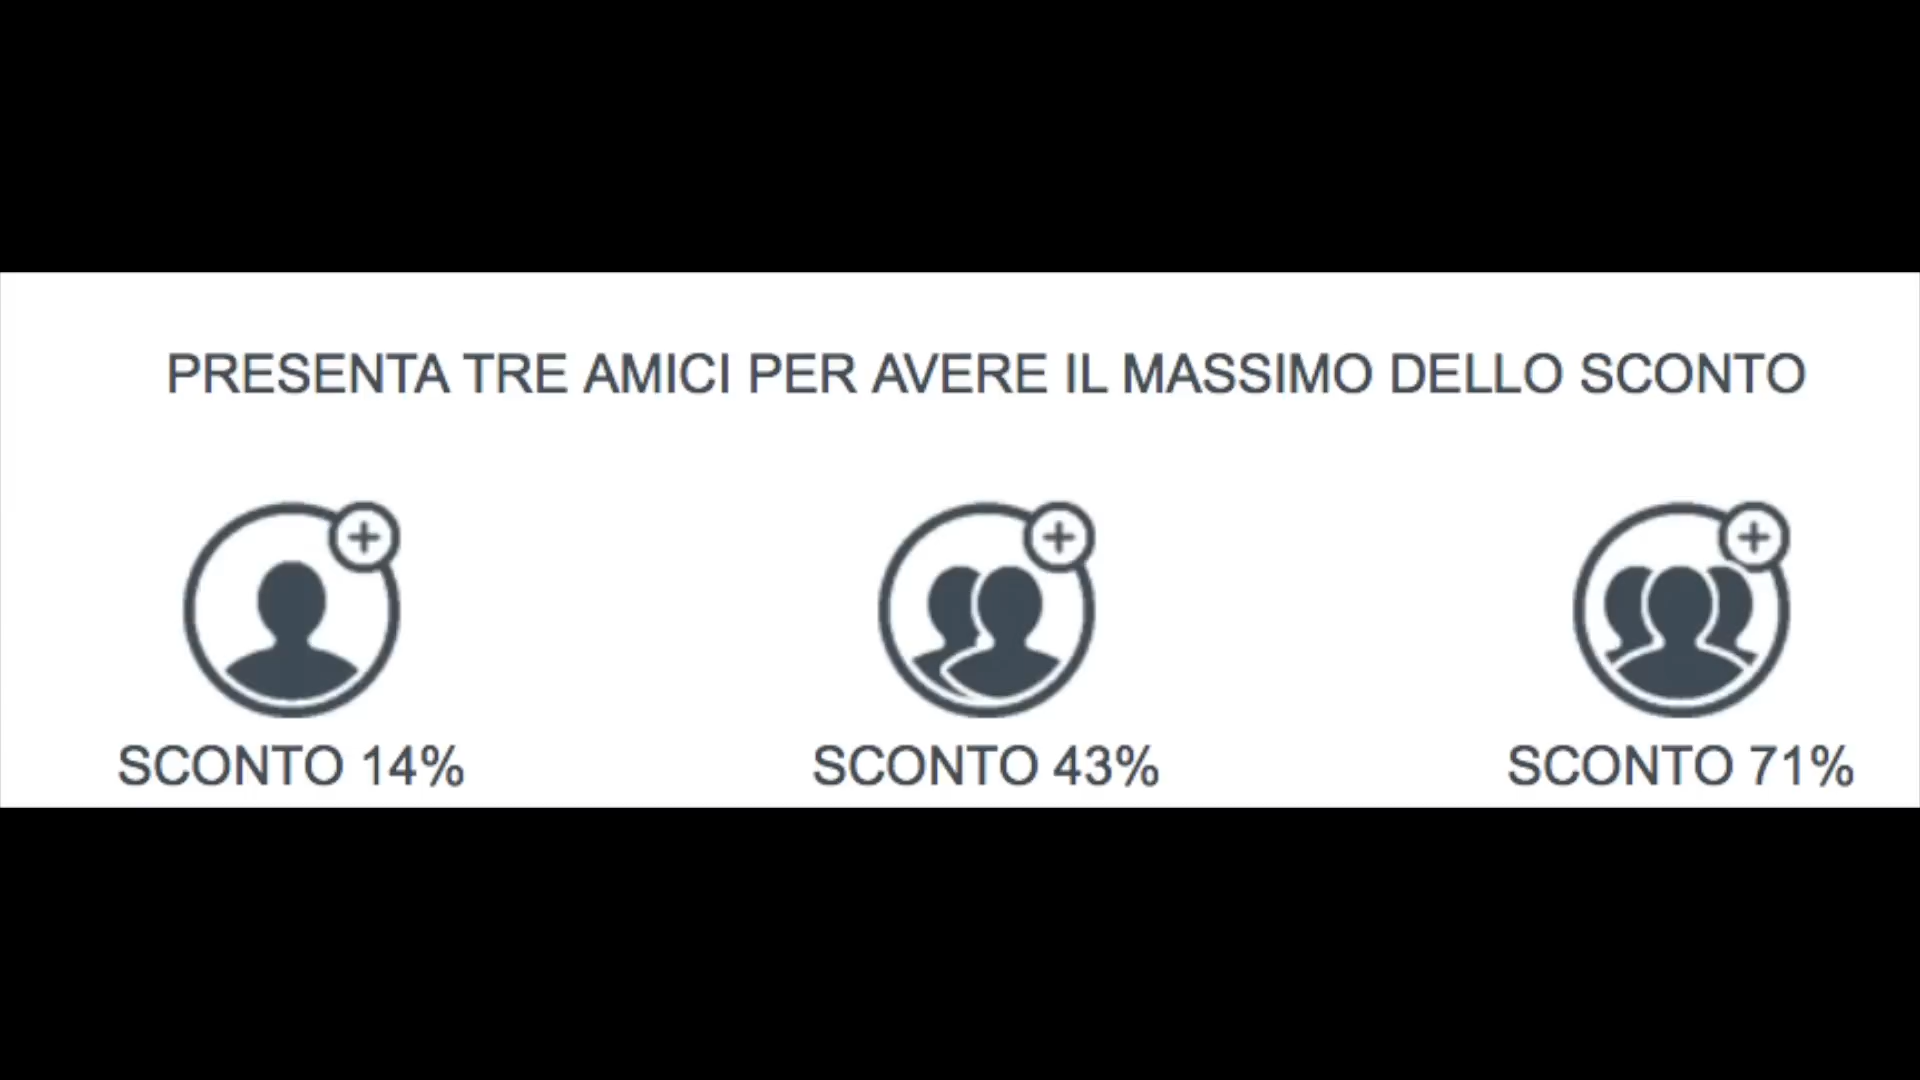 PRESENTA TRE AMICI PER AVERE IL MASSIMO DELLO SCONTO
SCONTO 14%
SCONTO 43%
SCONTO 71%